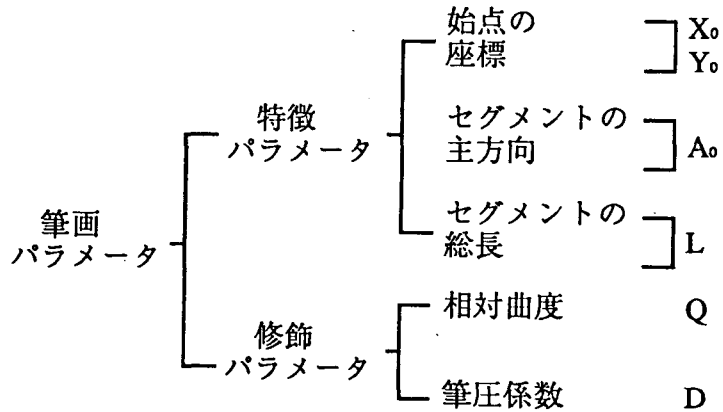 筆画
パラメータ
特徴
パラメータ
始点の
座標
X₀
Y₀
セグメントの
主方向
A₀
セグメントの
総長
L
修飾
パラメータ
相対曲度
Q
筆圧係数
D